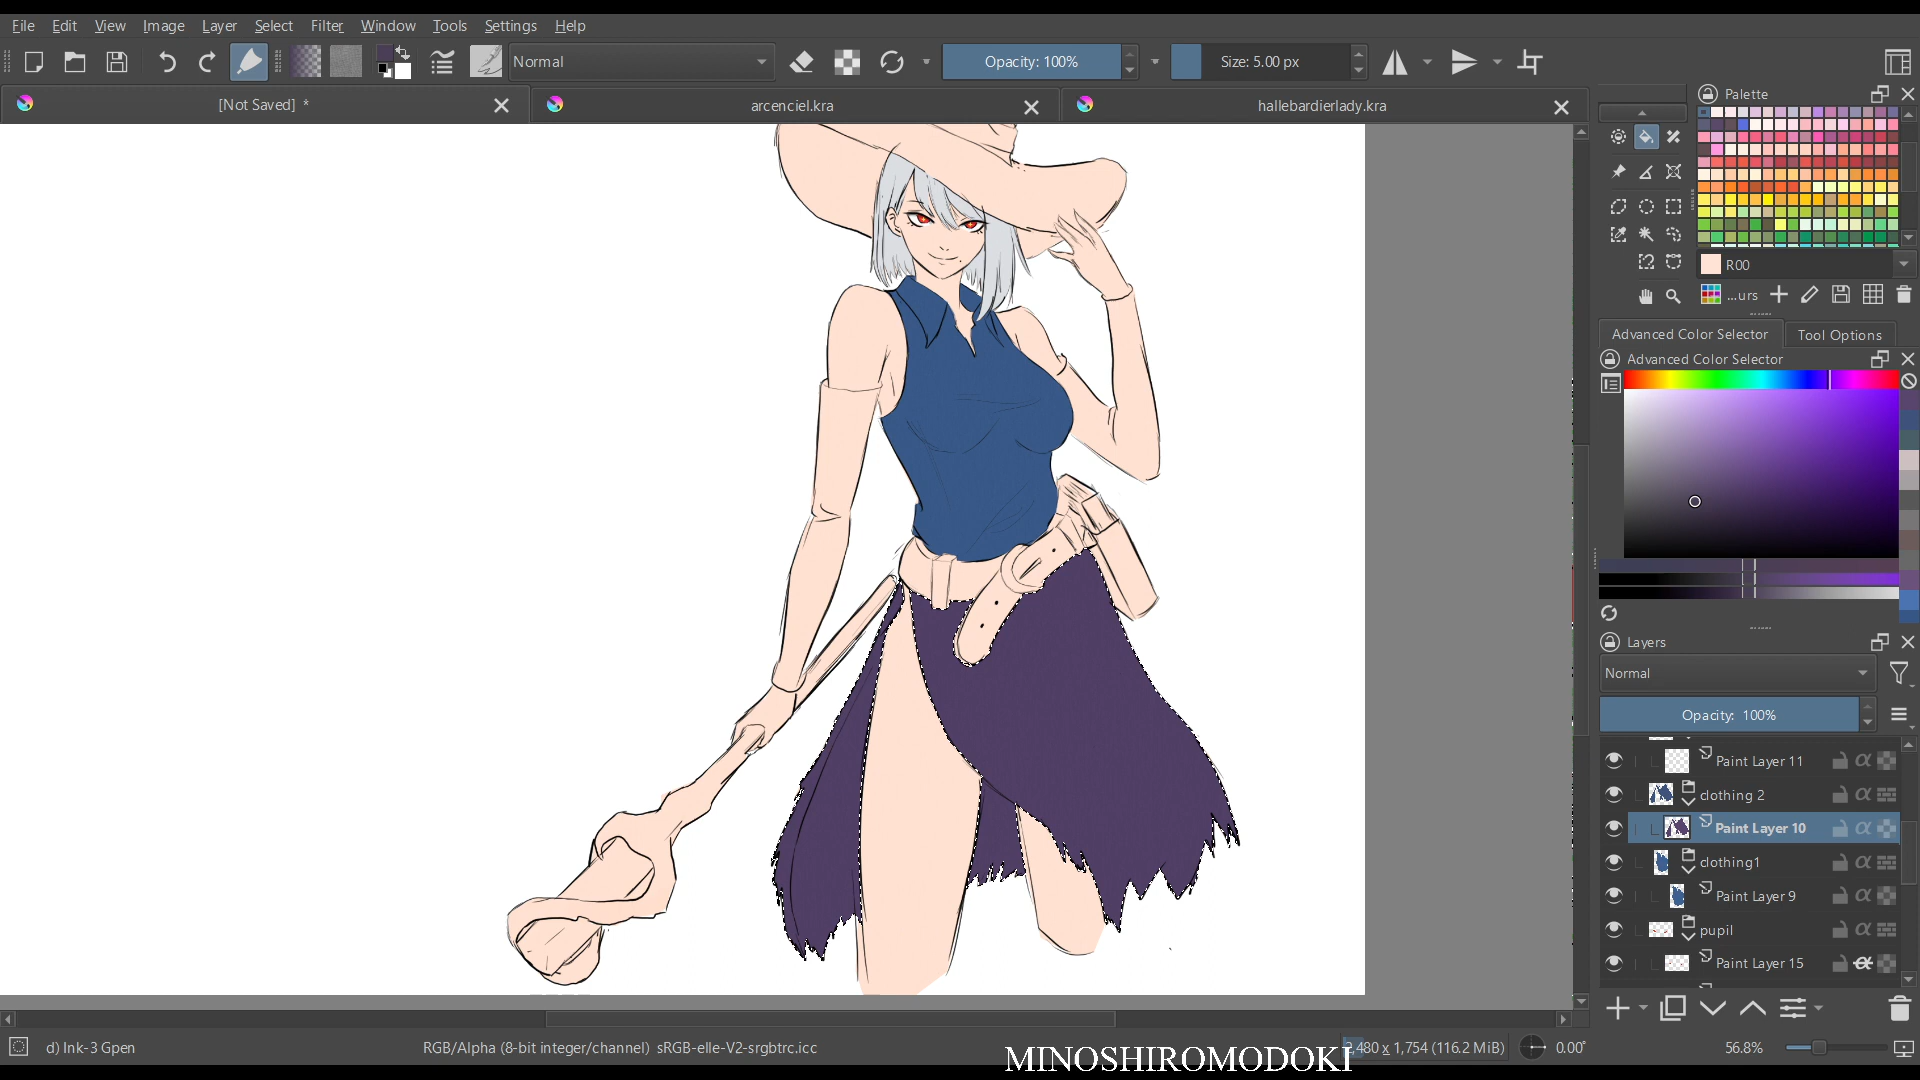 File Edit View Image Layer Select Filter Window Tools Settings Help
Normal Opacity: 100% Size: 5.00 px
[Not Saved] * arcenciel.kra hallebardierlady.kra
Palette
R00
...urs
Advanced Color Selector Tool Options
Advanced Color Selector
Layers
Normal
Opacity: 100%
Paint Layer 11
clothing 2
Paint Layer 10
clothing1
Paint Layer 9
pupil
Paint Layer 15
d) Ink-3 Gpen RGB/Alpha (8-bit integer/channel) sRGB-elle-V2-srgbtrc.icc 2,480 x 1,754 (116.2 MiB) 0.00° 56.8%
MINOSHIROMODOKI